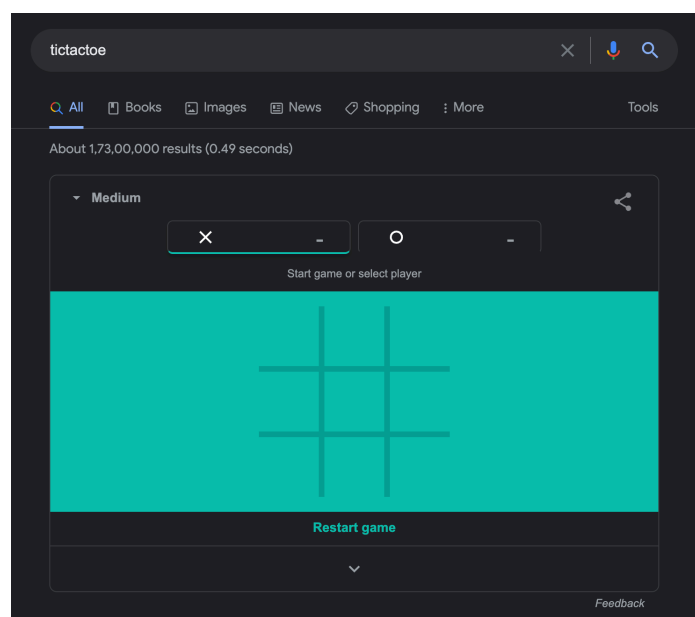 tictactoe
All Books Images News Shopping More Tools
About 1,73,00,000 results (0.49 seconds)
Medium
X - O -
Start game or select player
Restart game
Feedback